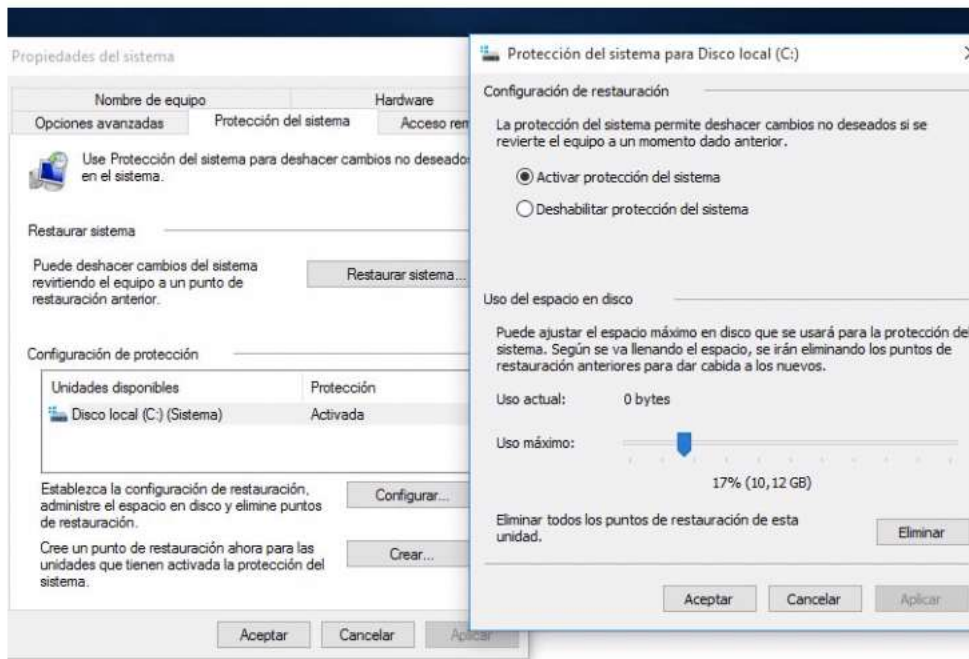 Propiedades del sistema
Nombre de equipo
Hardware
Opciones avanzadas
Protección del sistema
Acceso rem
Use Protección del sistema para deshacer cambios no deseados
en el sistema.
Restaurar sistema
Puede deshacer cambios del sistema
revirtiendo el equipo a un punto de
restauración anterior.
Restaurar sistema...
Configuración de protección
Unidades disponibles
Protección
Disco local (C:) (Sistema)
Activada
Establezca la configuración de restauración,
administre el espacio en disco y elimine puntos
de restauración.
Configurar...
Cree un punto de restauración ahora para las
unidades que tienen activada la protección del
sistema.
Crear...
Aceptar
Cancelar
Aplicar
Protección del sistema para Disco local (C:)
Configuración de restauración
La protección del sistema permite deshacer cambios no deseados si se
revierte el equipo a un momento dado anterior.
Activar protección del sistema
Deshabilitar protección del sistema
Uso del espacio en disco
Puede ajustar el espacio máximo en disco que se usará para la protección del
sistema. Según se va llenando el espacio, se irán eliminando los puntos de
restauración anteriores para dar cabida a los nuevos.
Uso actual:
0 bytes
Uso máximo:
17% (10,12 GB)
Eliminar todos los puntos de restauración de esta
unidad.
Eliminar
Aceptar
Cancelar
Aplicar